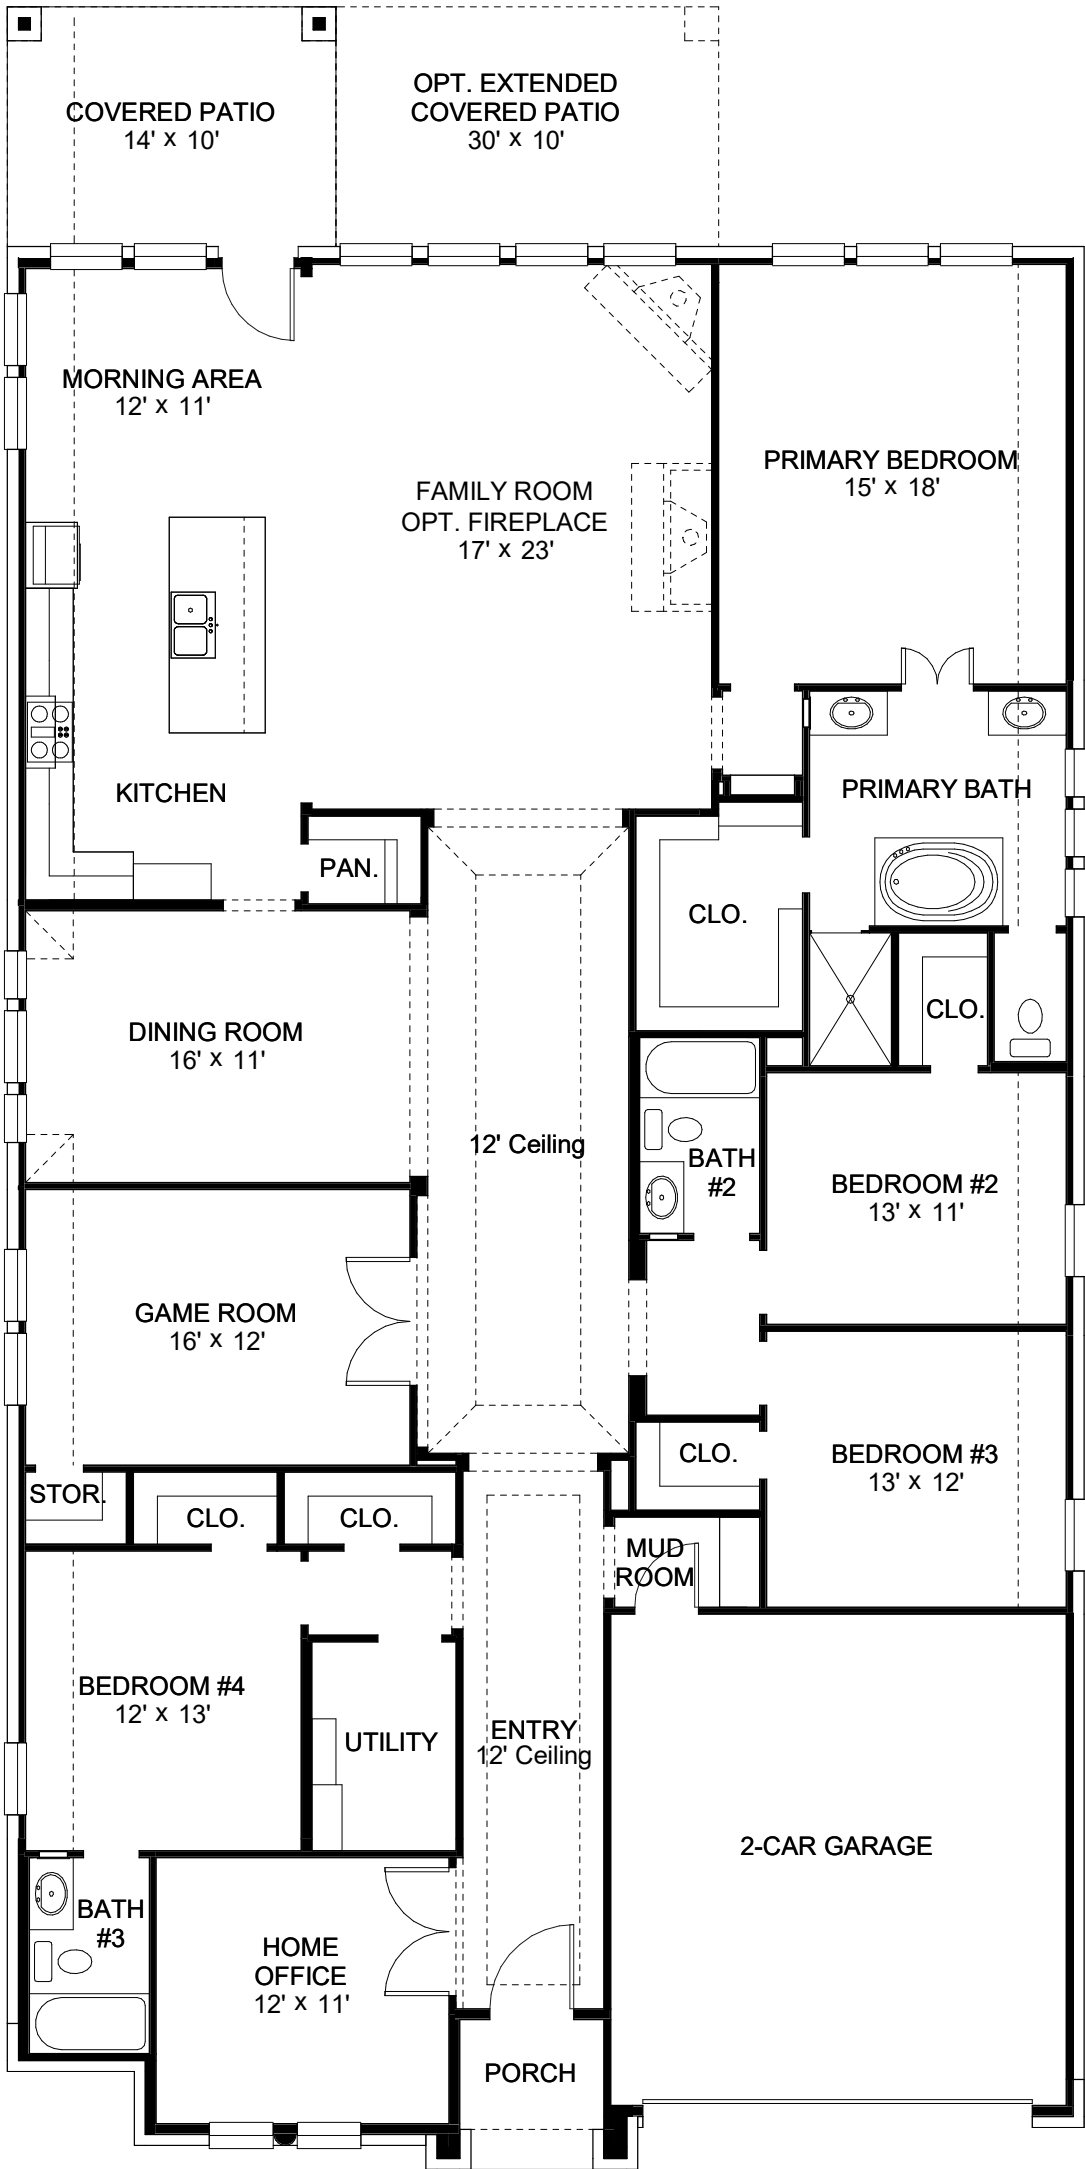 COVERED PATIO
14' x 10'
OPT. EXTENDED
COVERED PATIO
30' x 10'
MORNING AREA
12' x 11'
FAMILY ROOM
OPT. FIREPLACE
17' x 23'
PRIMARY BEDROOM
15' x 18'
KITCHEN
PRIMARY BATH
PAN.
CLO.
CLO.
DINING ROOM
16' x 11'
12' Ceiling
BATH
#2
BEDROOM #2
13' x 11'
GAME ROOM
16' x 12'
CLO.
BEDROOM #3
13' x 12'
STOR.
CLO.
CLO.
MUD
ROOM
BEDROOM #4
12' x 13'
UTILITY
ENTRY
12' Ceiling
2-CAR GARAGE
BATH
#3
HOME
OFFICE
12' x 11'
PORCH